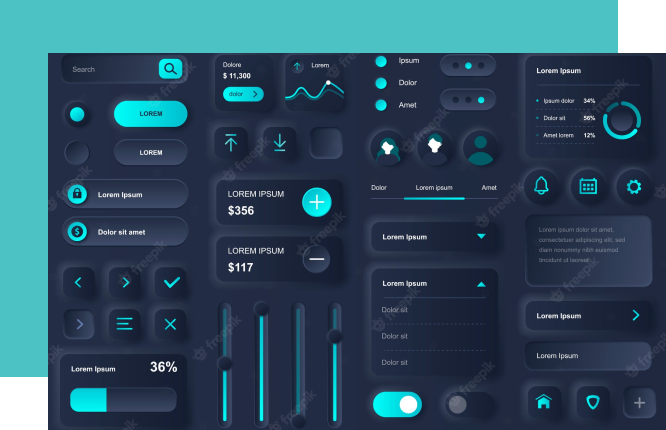 Search
LOREM
LOREM
Lorem Ipsum
Dolor sit amet
Lorem Ipsum
36%
Dolore
$ 11,300
dolor
Lorem
LOREM IPSUM
$356
LOREM IPSUM
$117
Ipsum
Dolor
Amet
Dolor
Lorem ipsum
Amet
Lorem Ipsum
Lorem Ipsum
Dolor sit
Dolor sit
Dolor sit
Lorem Ipsum
Ipsum dolor 34%
Dolor sit 56%
Amet lorem 12%
Lorem ipsum dolor sit amet,
consectetuer adipiscing elit, sed
diam nonummy nibh euismod
tincidunt ut laoreet...
Lorem Ipsum
Lorem Ipsum
freepik